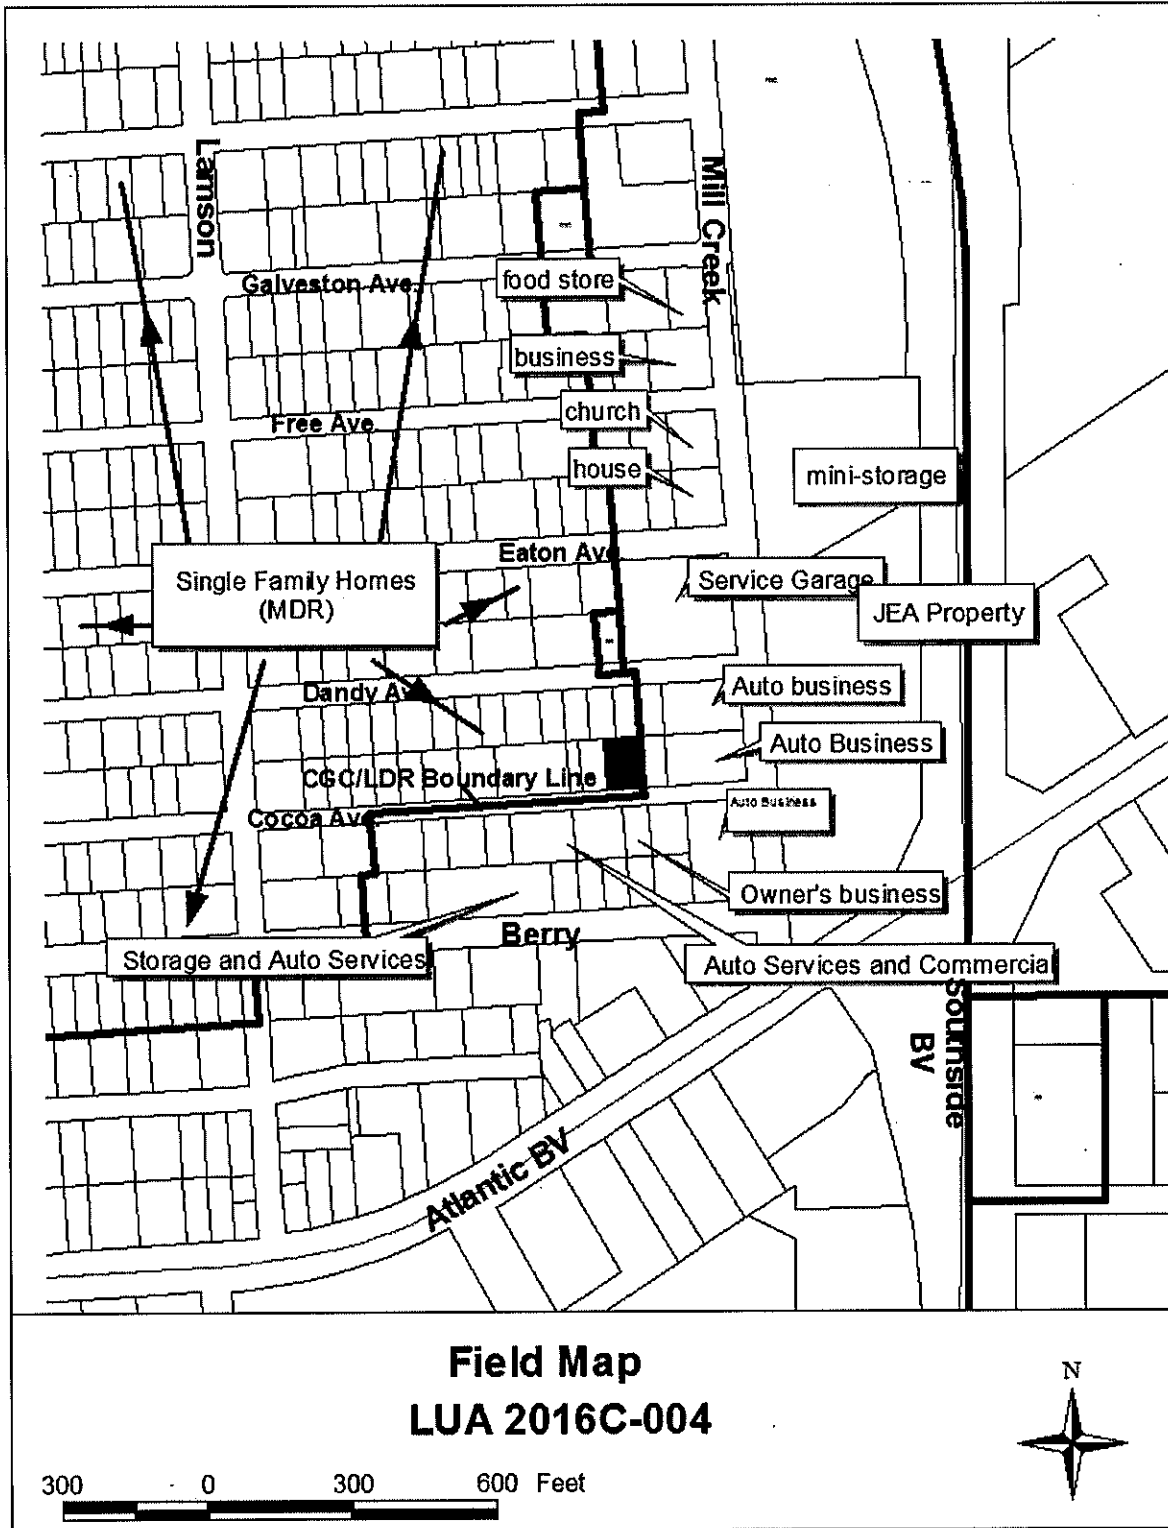 Lamson
Mill Creek
Galveston Ave.
food store
business
Free Ave
church
house
mini-storage
Eaton Ave
Single Family Homes
(MDR)
Service Garage
JEA Property
Dandy Av
Auto business
Auto Business
CGC/LDR Boundary Line
Auto Business
Cocoa Ave.
Owner's business
Berry
Storage and Auto Services
Auto Services and Commercial
Southside
BV
Atlantic BV
Field Map
LUA 2016C-004
N
300 0 300 600 Feet